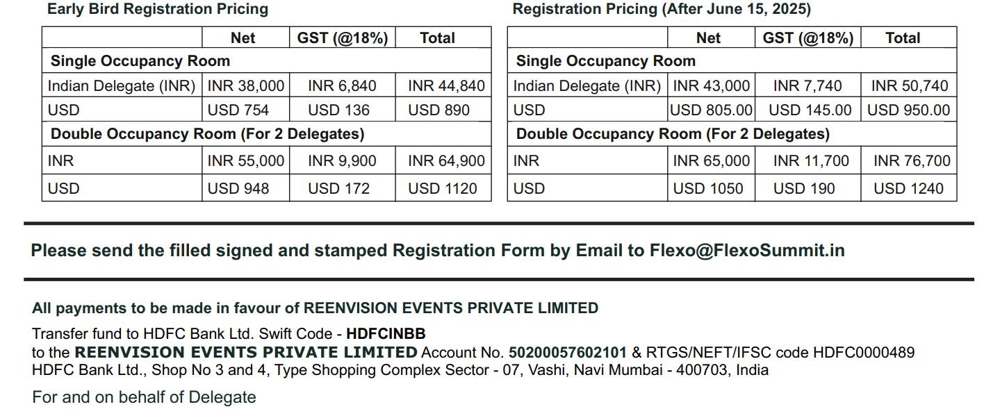 Early Bird Registration Pricing
Net GST (@18%) Total
Single Occupancy Room
Indian Delegate (INR) INR 38,000 INR 6,840 INR 44,840
USD USD 754 USD 136 USD 890
Double Occupancy Room (For 2 Delegates)
INR INR 55,000 INR 9,900 INR 64,900
USD USD 948 USD 172 USD 1120
Registration Pricing (After June 15, 2025)
Net GST (@18%) Total
Single Occupancy Room
Indian Delegate (INR) INR 43,000 INR 7,740 INR 50,740
USD USD 805.00 USD 145.00 USD 950.00
Double Occupancy Room (For 2 Delegates)
INR INR 65,000 INR 11,700 INR 76,700
USD USD 1050 USD 190 USD 1240
Please send the filled signed and stamped Registration Form by Email to Flexo@FlexoSummit.in
All payments to be made in favour of REENVISION EVENTS PRIVATE LIMITED
Transfer fund to HDFC Bank Ltd. Swift Code - HDFCINBB
to the REENVISION EVENTS PRIVATE LIMITED Account No. 50200057602101 & RTGS/NEFT/IFSC code HDFC0000489
HDFC Bank Ltd., Shop No 3 and 4, Type Shopping Complex Sector - 07, Vashi, Navi Mumbai - 400703, India
For and on behalf of Delegate